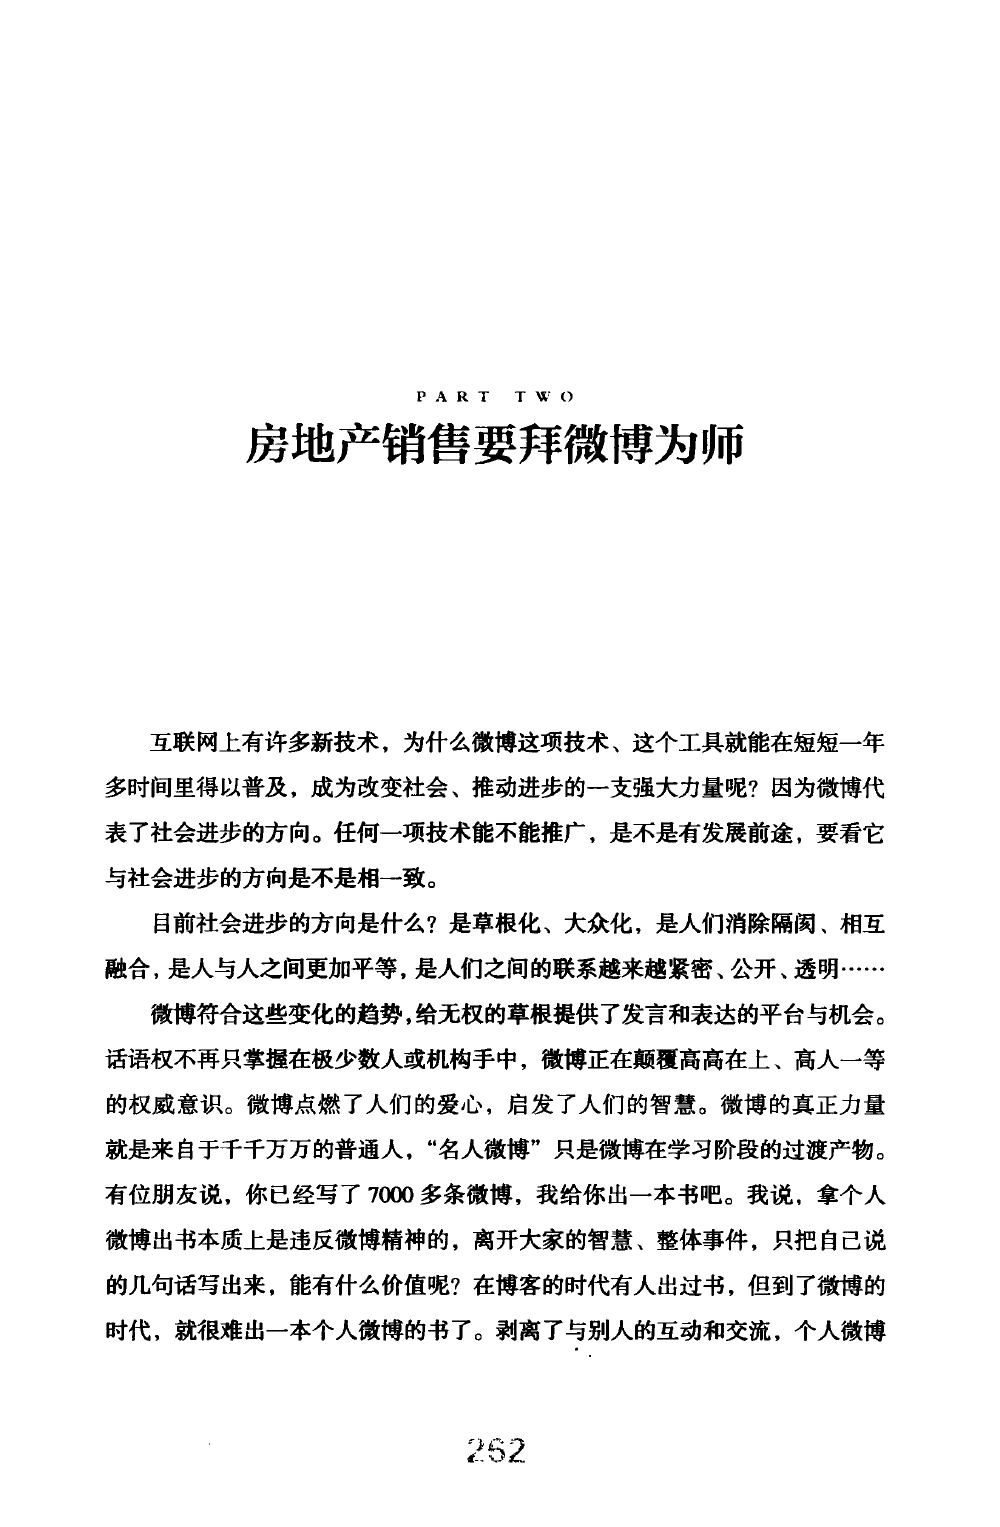 PART TWO
房地产销售要拜微博为师
互联网上有许多新技术，为什么微博这项技术、这个工具就能在短短一年
多时间里得以普及，成为改变社会、推动进步的一支强大力量呢？因为微博代
表了社会进步的方向。任何一项技术能不能推广，是不是有发展前途，要看它
与社会进步的方向是不是相一致。
目前社会进步的方向是什么？是草根化、大众化，是人们消除隔阂、相互
融合，是人与人之间更加平等，是人们之间的联系越来越紧密、公开、透明……
微博符合这些变化的趋势，给无权的草根提供了发言和表达的平台与机会。
话语权不再只掌握在极少数人或机构手中，微博正在颠覆高高在上、高人一等
的权威意识。微博点燃了人们的爱心，启发了人们的智慧。微博的真正力量
就是来自于千千万万的普通人，“名人微博”只是微博在学习阶段的过渡产物。
有位朋友说，你已经写了 7000 多条微博，我给你出一本书吧。我说，拿个人
微博出书本质上是违反微博精神的，离开大家的智慧、整体事件，只把自己说
的几句话写出来，能有什么价值呢？在博客的时代有人出过书，但到了微博的
时代，就很难出一本个人微博的书了。剥离了与别人的互动和交流，个人微博
262